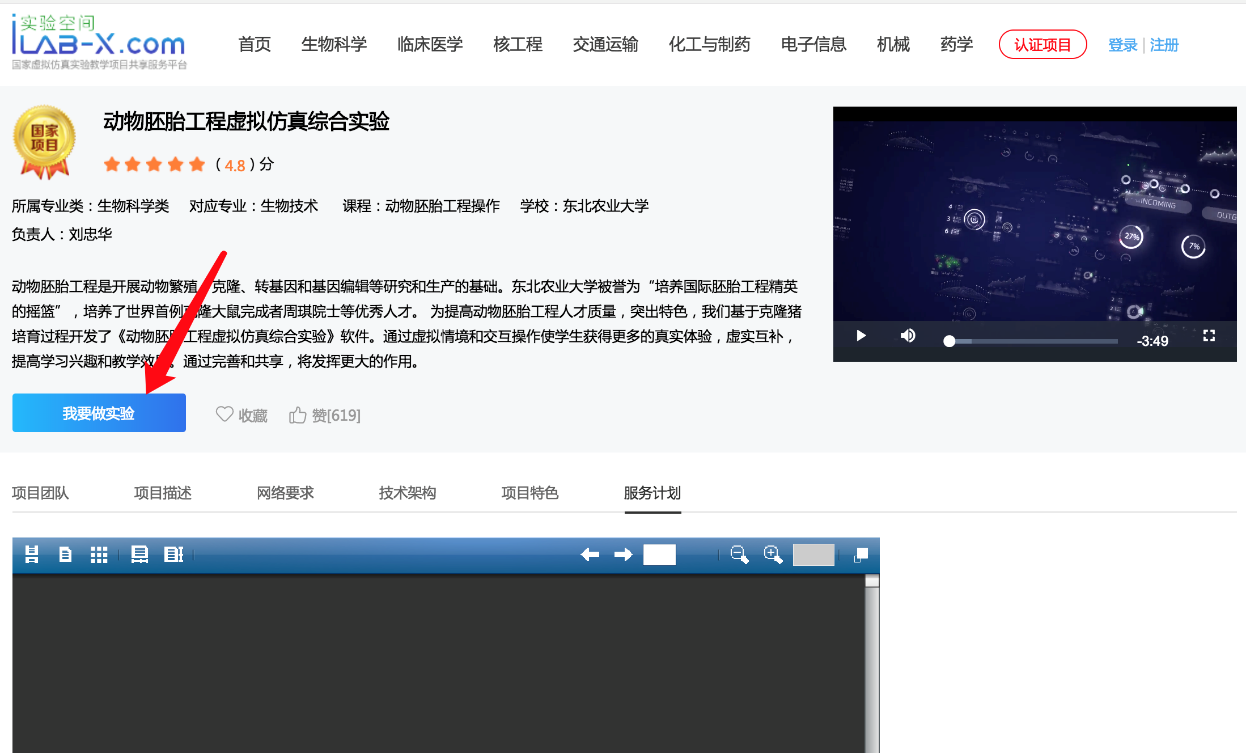 实验空间
iLAB-X.com
国家虚拟仿真实验教学项目共享服务平台
首页 生物科学 临床医学 核工程 交通运输 化工与制药 电子信息 机械 药学 认证项目 登录 | 注册
国家
项目
动物胚胎工程虚拟仿真综合实验
( 4.8 ) 分
所属专业类：生物科学类 对应专业：生物技术 课程：动物胚胎工程操作 学校：东北农业大学
负责人：刘忠华
动物胚胎工程是开展动物繁殖、克隆、转基因和基因编辑等研究和生产的基础。东北农业大学被誉为“培养国际胚胎工程精英
的摇篮”，培养了世界首例克隆大鼠完成者周琪院士等优秀人才。 为提高动物胚胎工程人才质量，突出特色，我们基于克隆猪
培育过程开发了《动物胚胎工程虚拟仿真综合实验》软件。通过虚拟情境和交互操作使学生获得更多的真实体验，虚实互补，
提高学习兴趣和教学效果。通过完善和共享，将发挥更大的作用。
INCOMING
OUTG
27%
7%
-3:49
我要做实验 收藏 赞[619]
项目团队 项目描述 网络要求 技术架构 项目特色 服务计划